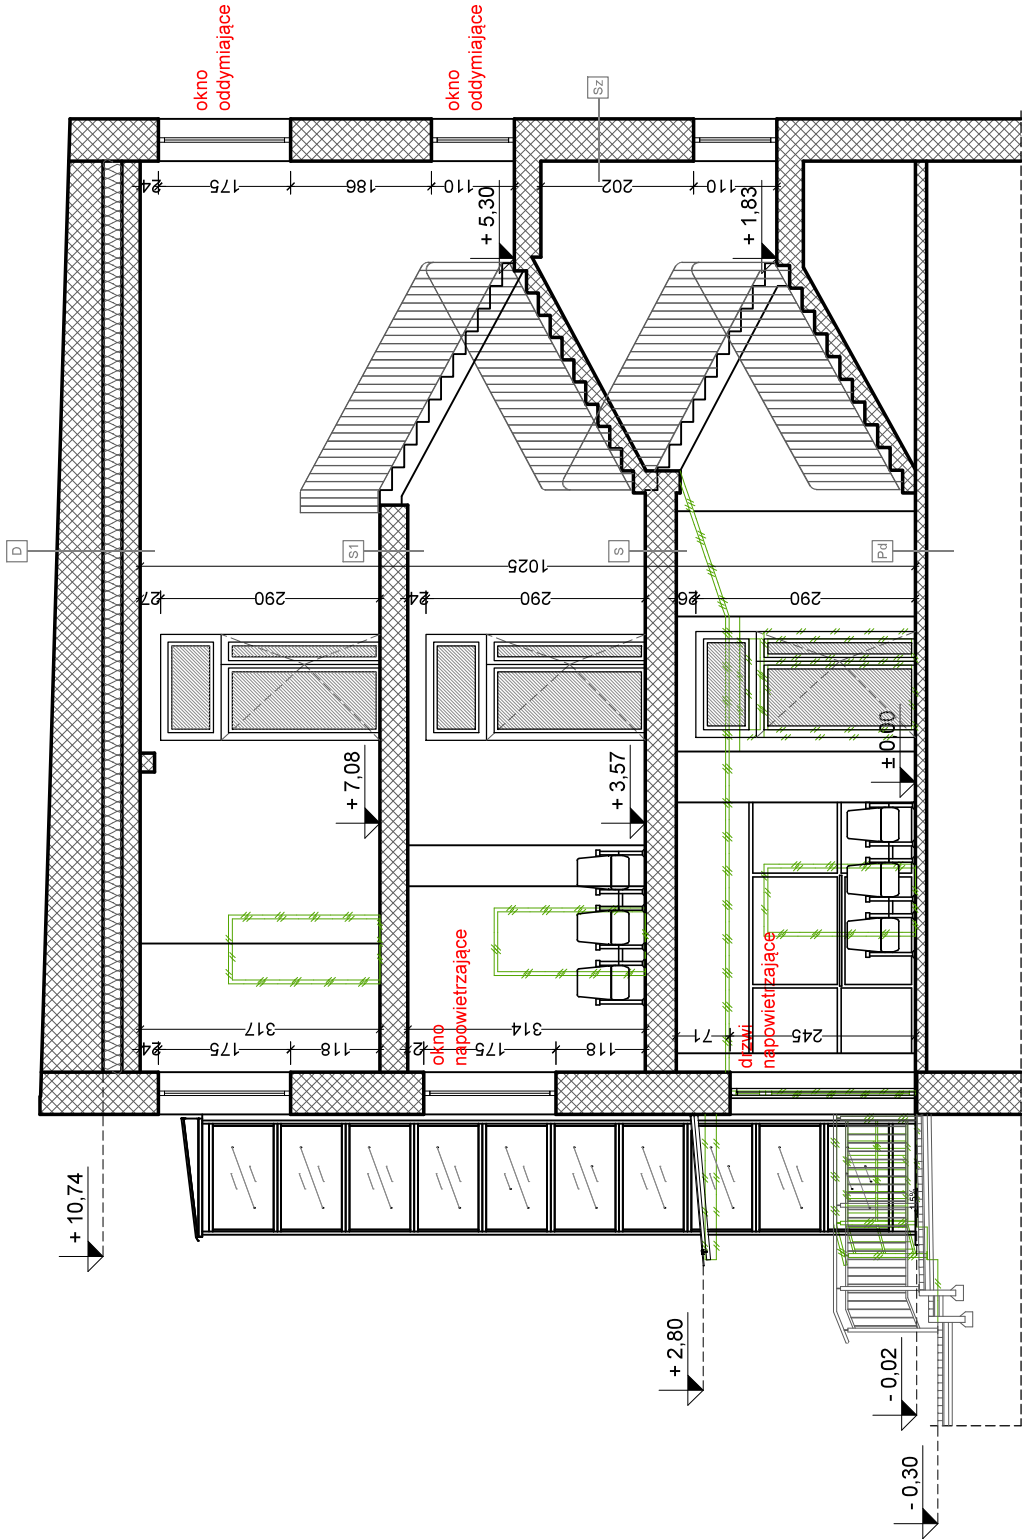 okno
oddymiające
okno
oddymiające
Sz
24
175
186
110
202
110
+ 5,30
+ 1,83
D
S1
S
Pd
1025
27
290
24
290
26
290
+ 7,08
+ 3,57
±0,00
okno
napowietrzające
drzwi
napowietrzające
317
314
24
175
118
175
118
71
245
+ 10,74
1,5%
+ 2,80
- 0,02
- 0,30